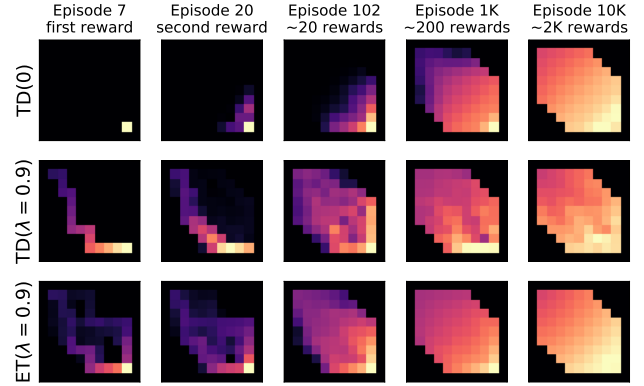 Episode 7
first reward
Episode 20
second reward
Episode 102
~20 rewards
Episode 1K
~200 rewards
Episode 10K
~2K rewards
TD(0)
TD(λ = 0.9)
ET(λ = 0.9)